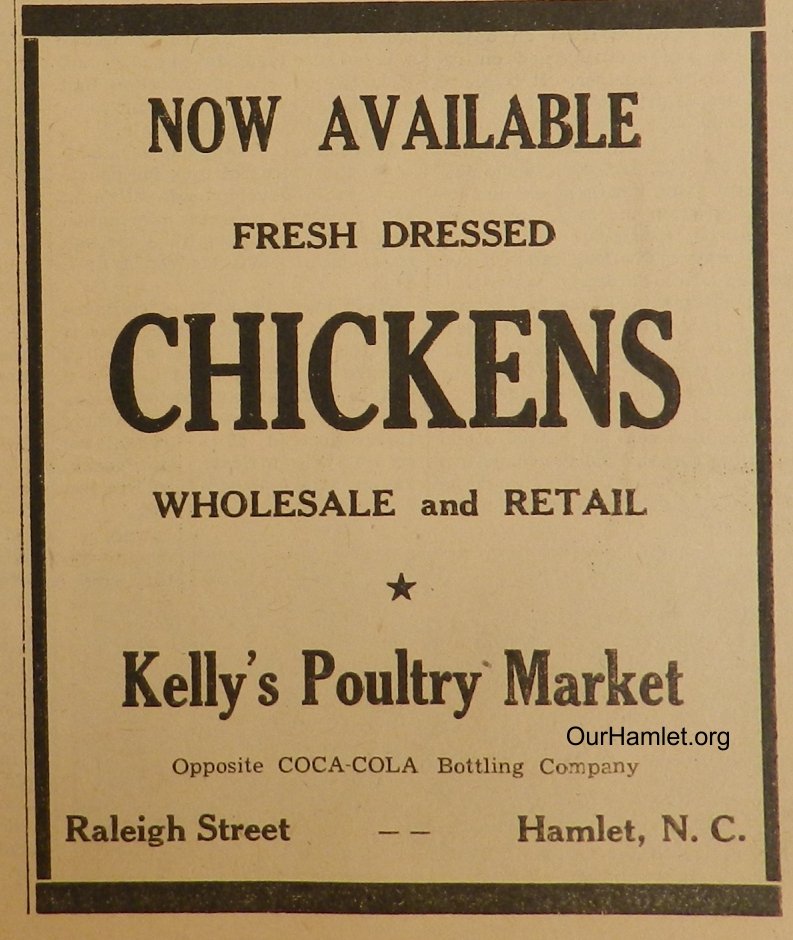 NOW AVAILABLE
FRESH DRESSED
CHICKENS
WHOLESALE and RETAIL
★
Kelly's Poultry Market
OurHamlet.org
Opposite COCA-COLA Bottling Company
Raleigh Street -- Hamlet, N. C.